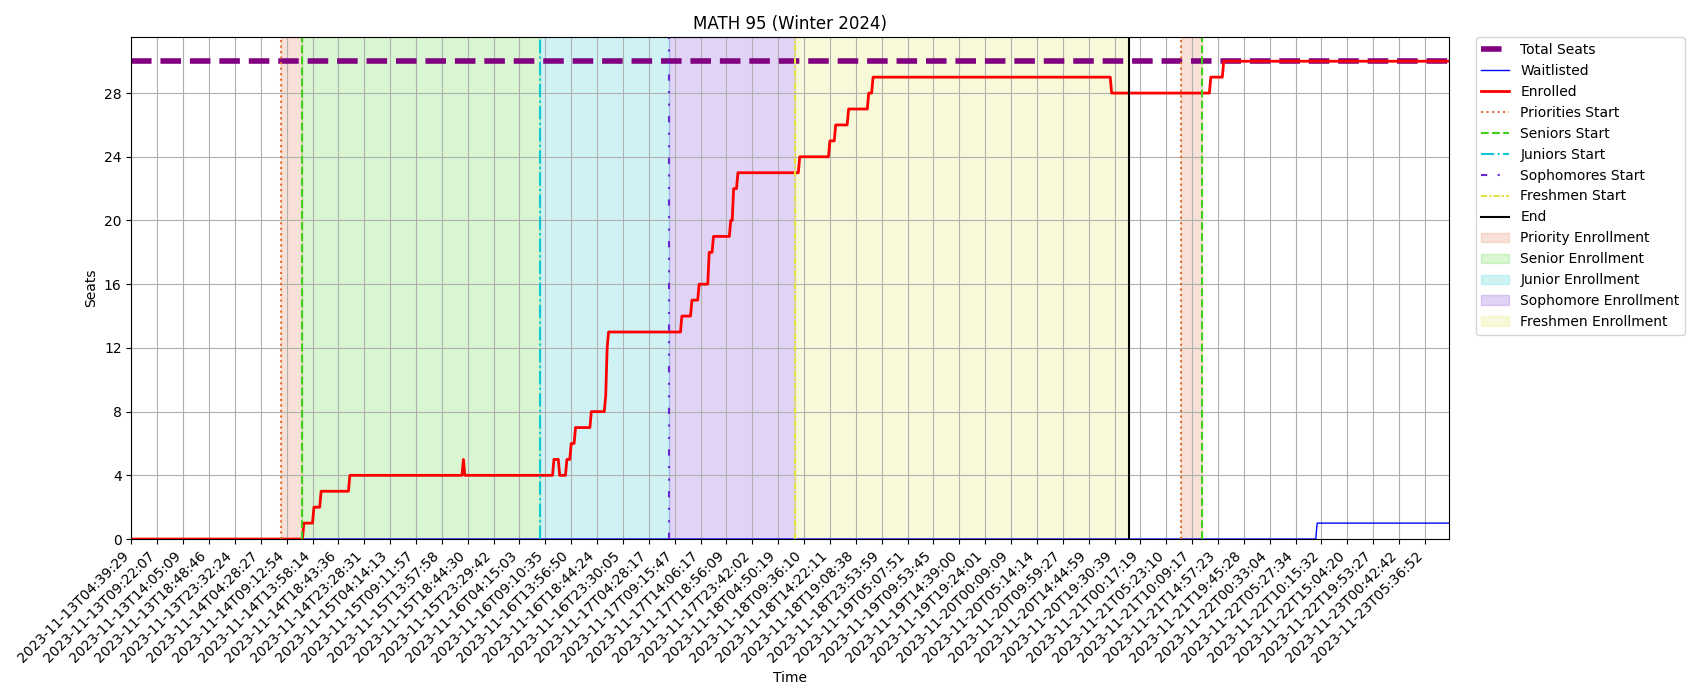 MATH 95 (Winter 2024)
Seats
28
24
20
16
12
8
4
0
2023-11-13T04:39:29
2023-11-13T09:22:07
2023-11-13T14:05:09
2023-11-13T18:48:46
2023-11-13T23:32:24
2023-11-14T04:28:27
2023-11-14T09:12:54
2023-11-14T13:58:14
2023-11-14T18:43:36
2023-11-14T23:28:31
2023-11-15T04:14:13
2023-11-15T09:11:57
2023-11-15T13:57:58
2023-11-15T18:44:30
2023-11-15T23:29:42
2023-11-16T04:15:03
2023-11-16T09:10:35
2023-11-16T13:56:50
2023-11-16T18:44:24
2023-11-16T23:30:05
2023-11-17T04:28:17
2023-11-17T09:15:47
2023-11-17T14:06:17
2023-11-17T18:56:09
2023-11-17T23:42:02
2023-11-18T04:50:19
2023-11-18T09:36:10
2023-11-18T14:22:11
2023-11-18T19:08:38
2023-11-18T23:53:59
2023-11-19T05:07:51
2023-11-19T09:53:45
2023-11-19T14:39:00
2023-11-19T19:24:01
2023-11-20T00:09:09
2023-11-20T05:14:14
2023-11-20T09:59:27
2023-11-20T14:44:59
2023-11-20T19:30:39
2023-11-21T00:17:19
2023-11-21T05:23:10
2023-11-21T10:09:17
2023-11-21T14:57:23
2023-11-21T19:45:28
2023-11-22T00:33:04
2023-11-22T05:27:34
2023-11-22T10:15:32
2023-11-22T15:04:20
2023-11-22T19:53:27
2023-11-23T00:42:42
2023-11-23T05:36:52
Time
Total Seats
Waitlisted
Enrolled
Priorities Start
Seniors Start
Juniors Start
Sophomores Start
Freshmen Start
End
Priority Enrollment
Senior Enrollment
Junior Enrollment
Sophomore Enrollment
Freshmen Enrollment